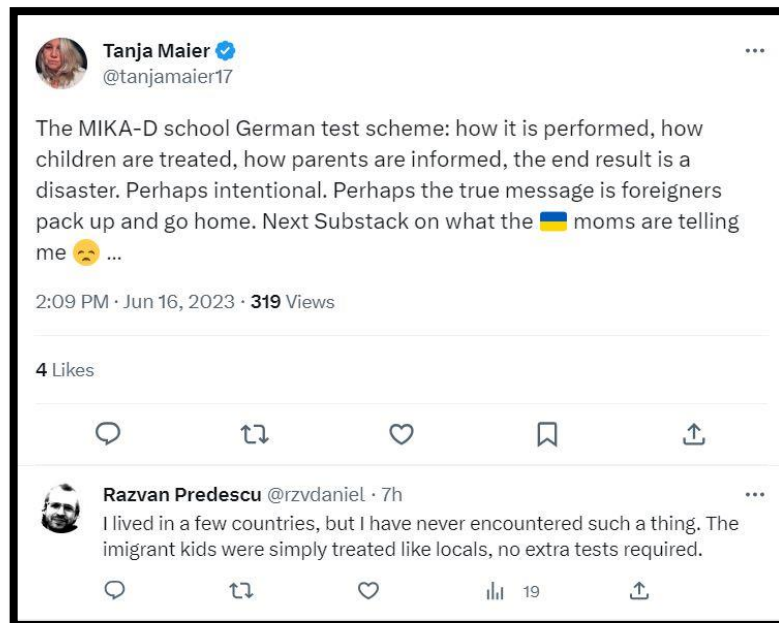 Tanja Maier
@tanjamaier17
The MIKA-D school German test scheme: how it is performed, how
children are treated, how parents are informed, the end result is a
disaster. Perhaps intentional. Perhaps the true message is foreigners
pack up and go home. Next Substack on what the 🇺🇦 moms are telling
me 😞 ...
2:09 PM · Jun 16, 2023 · 319 Views
4 Likes
Razvan Predescu @rzvdaniel · 7h
I lived in a few countries, but I have never encountered such a thing. The
imigrant kids were simply treated like locals, no extra tests required.
19